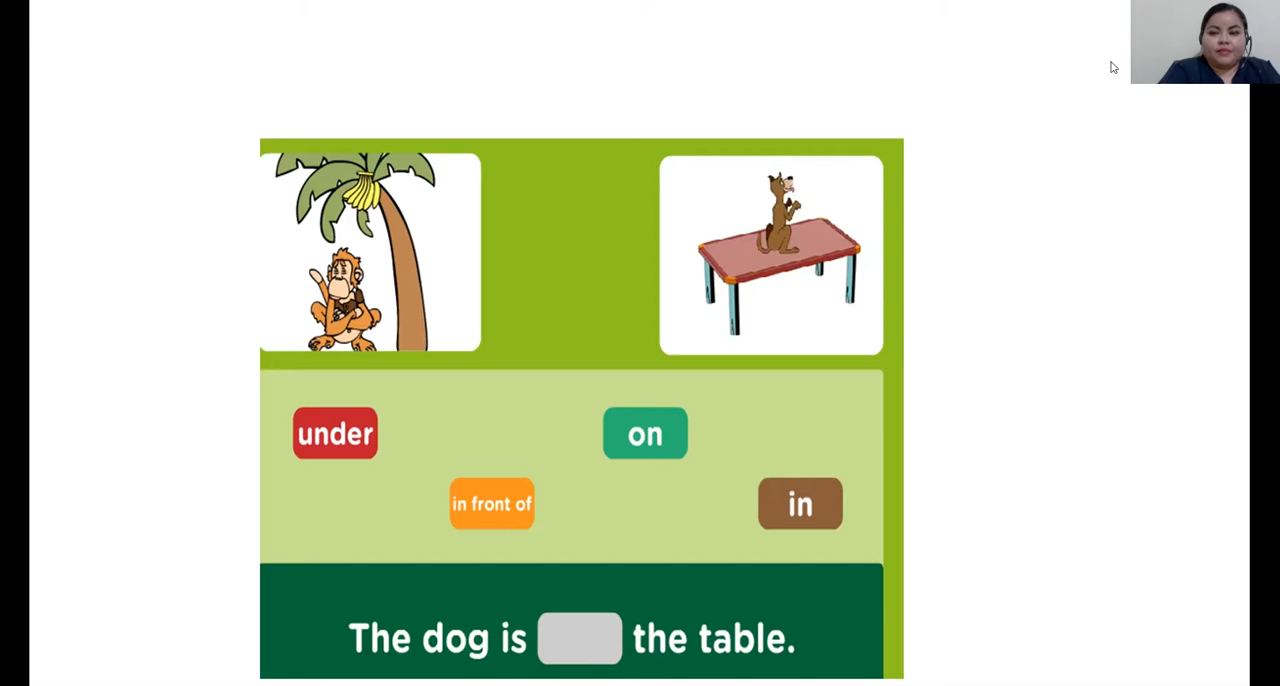 under
on
in front of
in
The dog is the table.